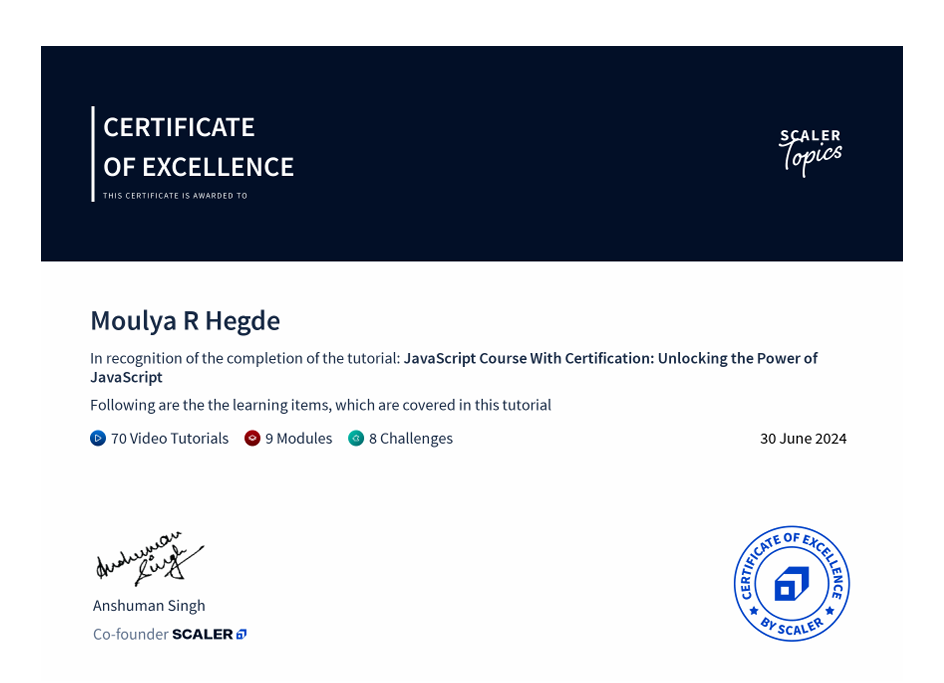 CERTIFICATE
OF EXCELLENCE
THIS CERTIFICATE IS AWARDED TO
SCALER
Topics
Moulya R Hegde
In recognition of the completion of the tutorial: JavaScript Course With Certification: Unlocking the Power of
JavaScript
Following are the the learning items, which are covered in this tutorial
70 Video Tutorials 9 Modules 8 Challenges 30 June 2024
Anshuman
Singh
Anshuman Singh
Co-founder SCALER
CERTIFICATE OF EXCELLENCE
BY SCALER